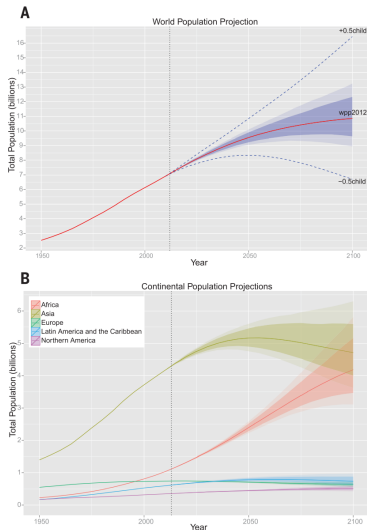 A
World Population Projection
+0.5child
16
15
14
13
12
11
10
9
8
7
6
5
4
3
2
wpp2012
−0.5child
Total Population (billions)
1950
2000
2050
2100
Year
B
Continental Population Projections
Africa
Asia
Europe
Latin America and the Caribbean
Northern America
6
5
4
3
2
1
0
Total Population (billions)
1950
2000
2050
2100
Year